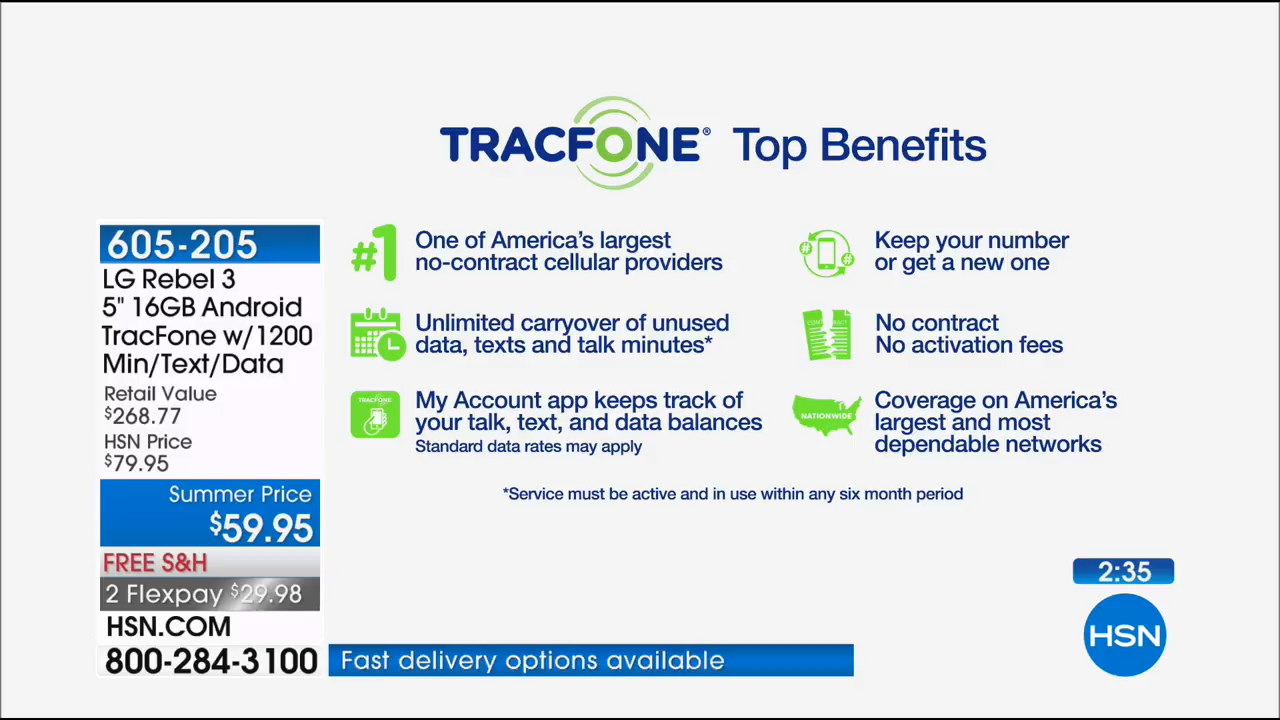 TRACFONE® Top Benefits
605-205
LG Rebel 3
5" 16GB Android
TracFone w/1200
Min/Text/Data
Retail Value
$268.77
HSN Price
$79.95
Summer Price
$59.95
FREE S&H
2 Flexpay $29.98
HSN.COM
800-284-3100
#1
One of America's largest
no-contract cellular providers
Unlimited carryover of unused
data, texts and talk minutes*
TRACFONE
My Account app keeps track of
your talk, text, and data balances
Standard data rates may apply
# #
Keep your number
or get a new one
No contract
No activation fees
NATIONWIDE
Coverage on America's
largest and most
dependable networks
*Service must be active and in use within any six month period
2:35
HSN
Fast delivery options available